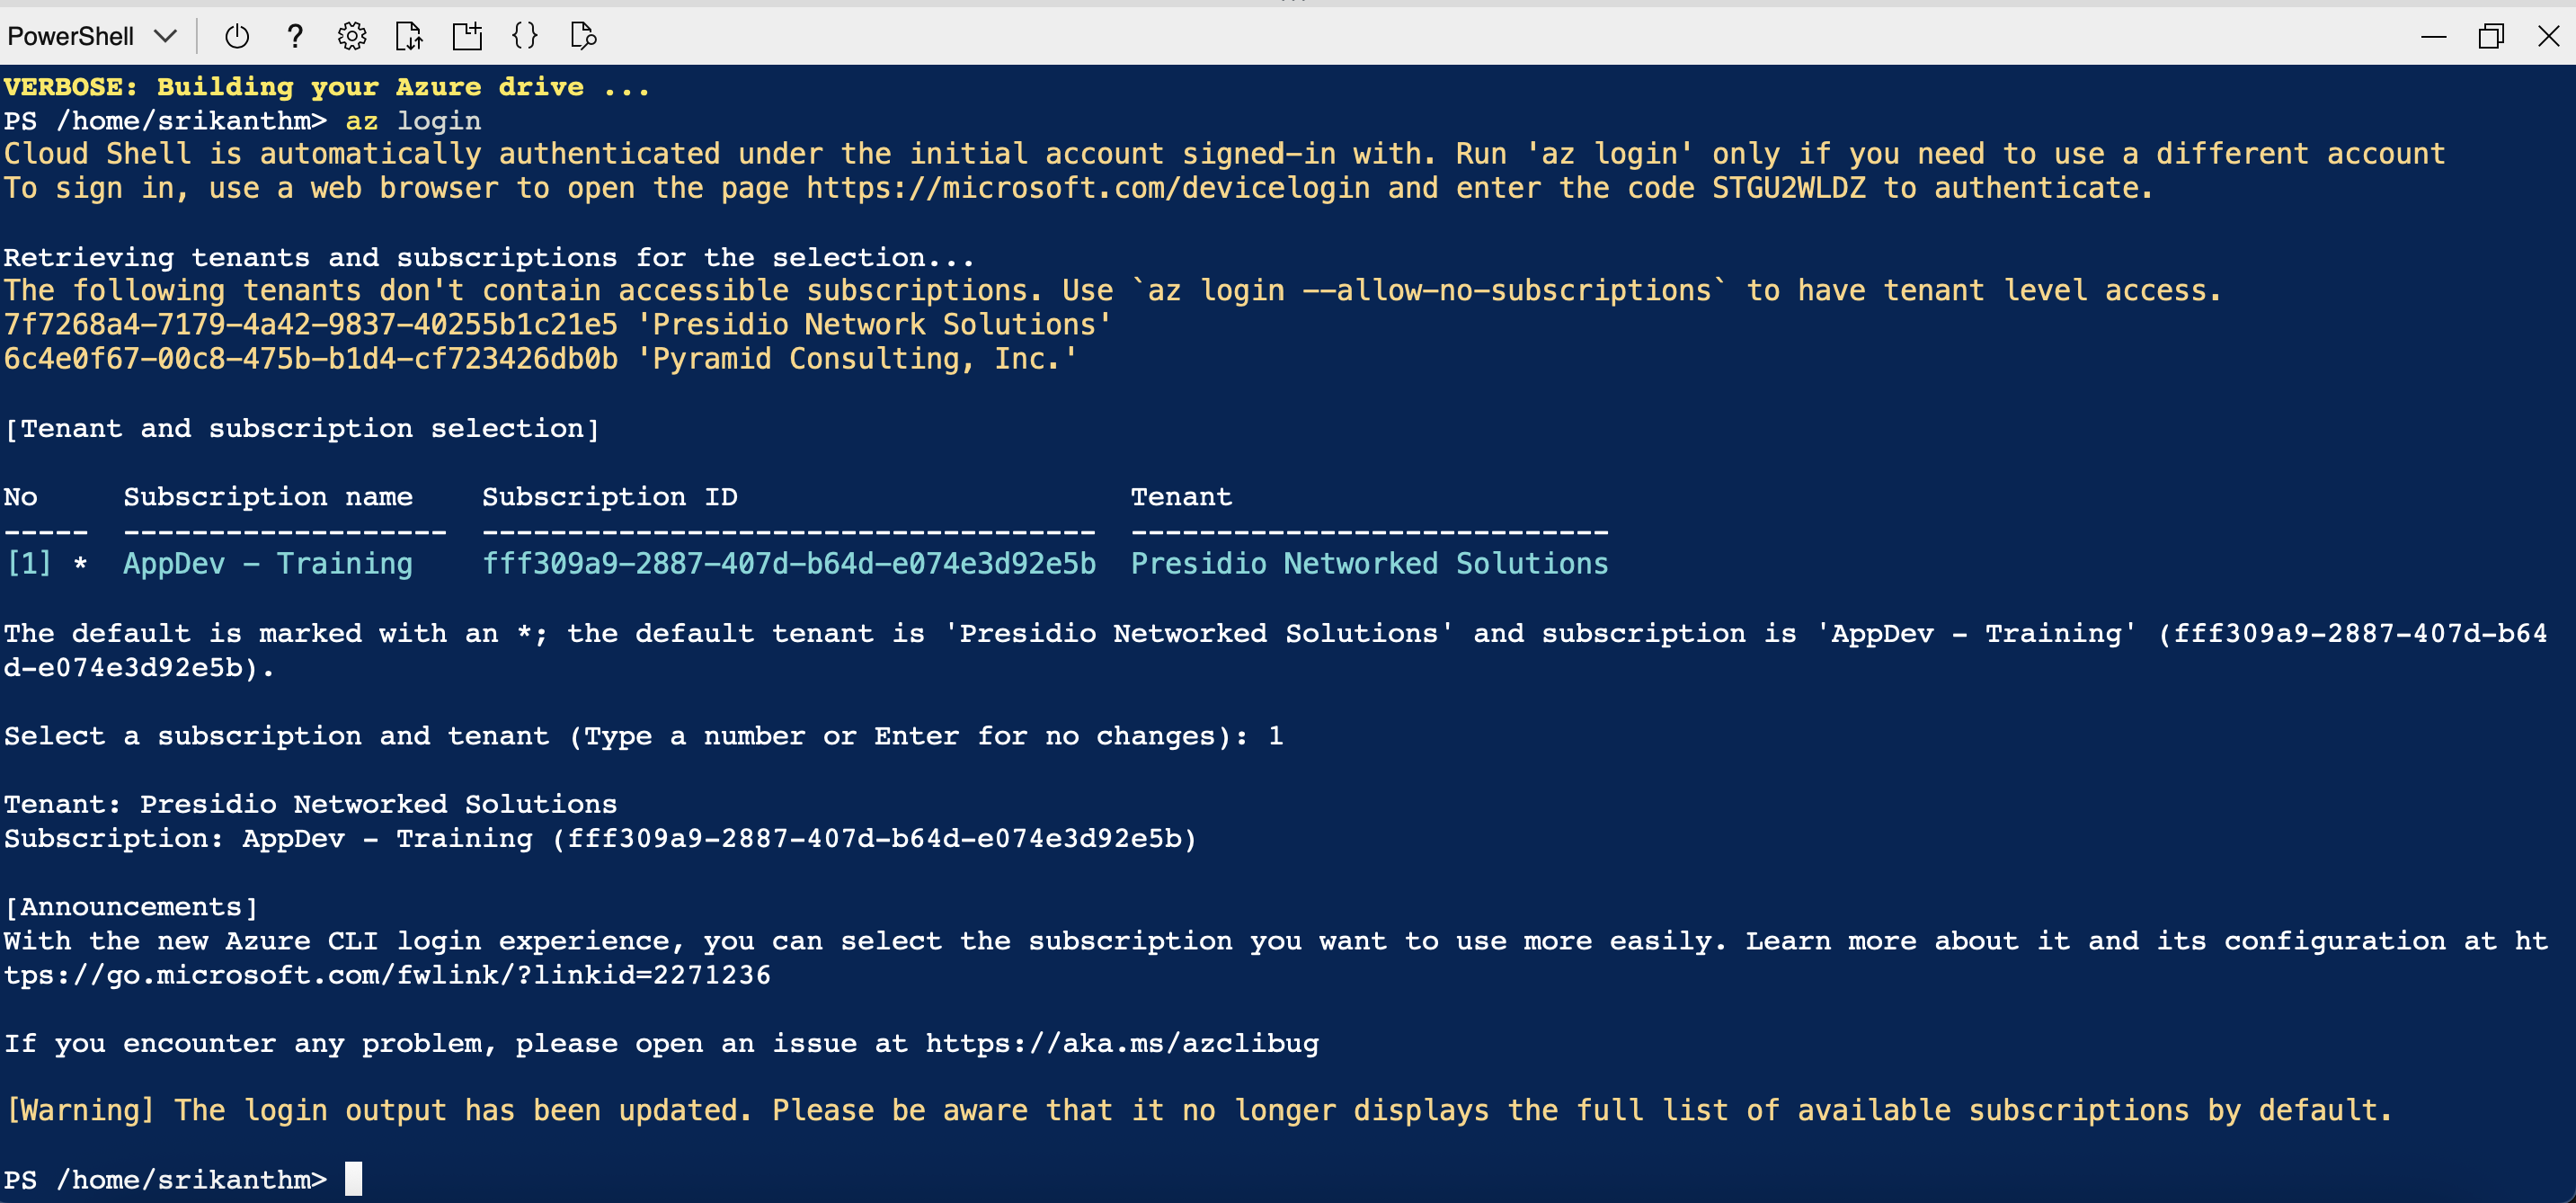 PowerShell
VERBOSE: Building your Azure drive ...
PS /home/srikanthm> az login
Cloud Shell is automatically authenticated under the initial account signed-in with. Run 'az login' only if you need to use a different account
To sign in, use a web browser to open the page https://microsoft.com/devicelogin and enter the code STGU2WLDZ to authenticate.
Retrieving tenants and subscriptions for the selection...
The following tenants don't contain accessible subscriptions. Use `az login --allow-no-subscriptions` to have tenant level access.
7f7268a4-7179-4a42-9837-40255b1c21e5 'Presidio Network Solutions'
6c4e0f67-00c8-475b-b1d4-cf723426db0b 'Pyramid Consulting, Inc.'
[Tenant and subscription selection]
No Subscription name Subscription ID Tenant
----- ------------------- ------------------------------------ ----------------------------
[1] * AppDev - Training fff309a9-2887-407d-b64d-e074e3d92e5b Presidio Networked Solutions
The default is marked with an *; the default tenant is 'Presidio Networked Solutions' and subscription is 'AppDev - Training' (fff309a9-2887-407d-b64
d-e074e3d92e5b).
Select a subscription and tenant (Type a number or Enter for no changes): 1
Tenant: Presidio Networked Solutions
Subscription: AppDev - Training (fff309a9-2887-407d-b64d-e074e3d92e5b)
[Announcements]
With the new Azure CLI login experience, you can select the subscription you want to use more easily. Learn more about it and its configuration at ht
tps://go.microsoft.com/fwlink/?linkid=2271236
If you encounter any problem, please open an issue at https://aka.ms/azclibug
[Warning] The login output has been updated. Please be aware that it no longer displays the full list of available subscriptions by default.
PS /home/srikanthm>